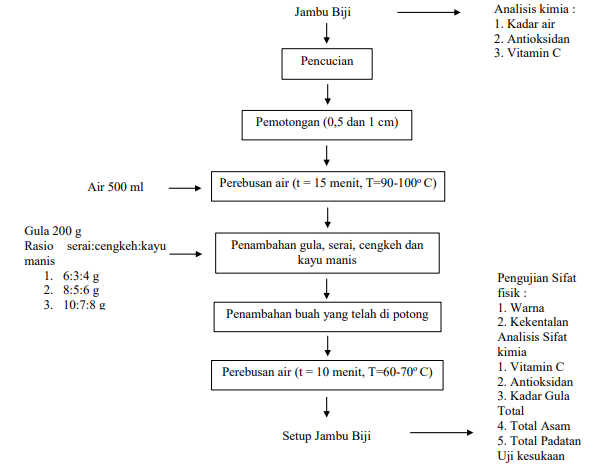 Jambu Biji
Analisis kimia :
1. Kadar air
2. Antioksidan
3. Vitamin C
Pencucian
Pemotongan (0,5 dan 1 cm)
Air 500 ml
Perebusan air (t = 15 menit, T=90-100º C)
Gula 200 g
Rasio serai:cengkeh:kayu
manis
1. 6:3:4 g
2. 8:5:6 g
3. 10:7:8 g
Penambahan gula, serai, cengkeh dan
kayu manis
Penambahan buah yang telah di potong
Perebusan air (t = 10 menit, T=60-70º C)
Setup Jambu Biji
Pengujian Sifat
fisik :
1. Warna
2. Kekentalan
Analisis Sifat
kimia
1. Vitamin C
2. Antioksidan
3. Kadar Gula
Total
4. Total Asam
5. Total Padatan
Uji kesukaan